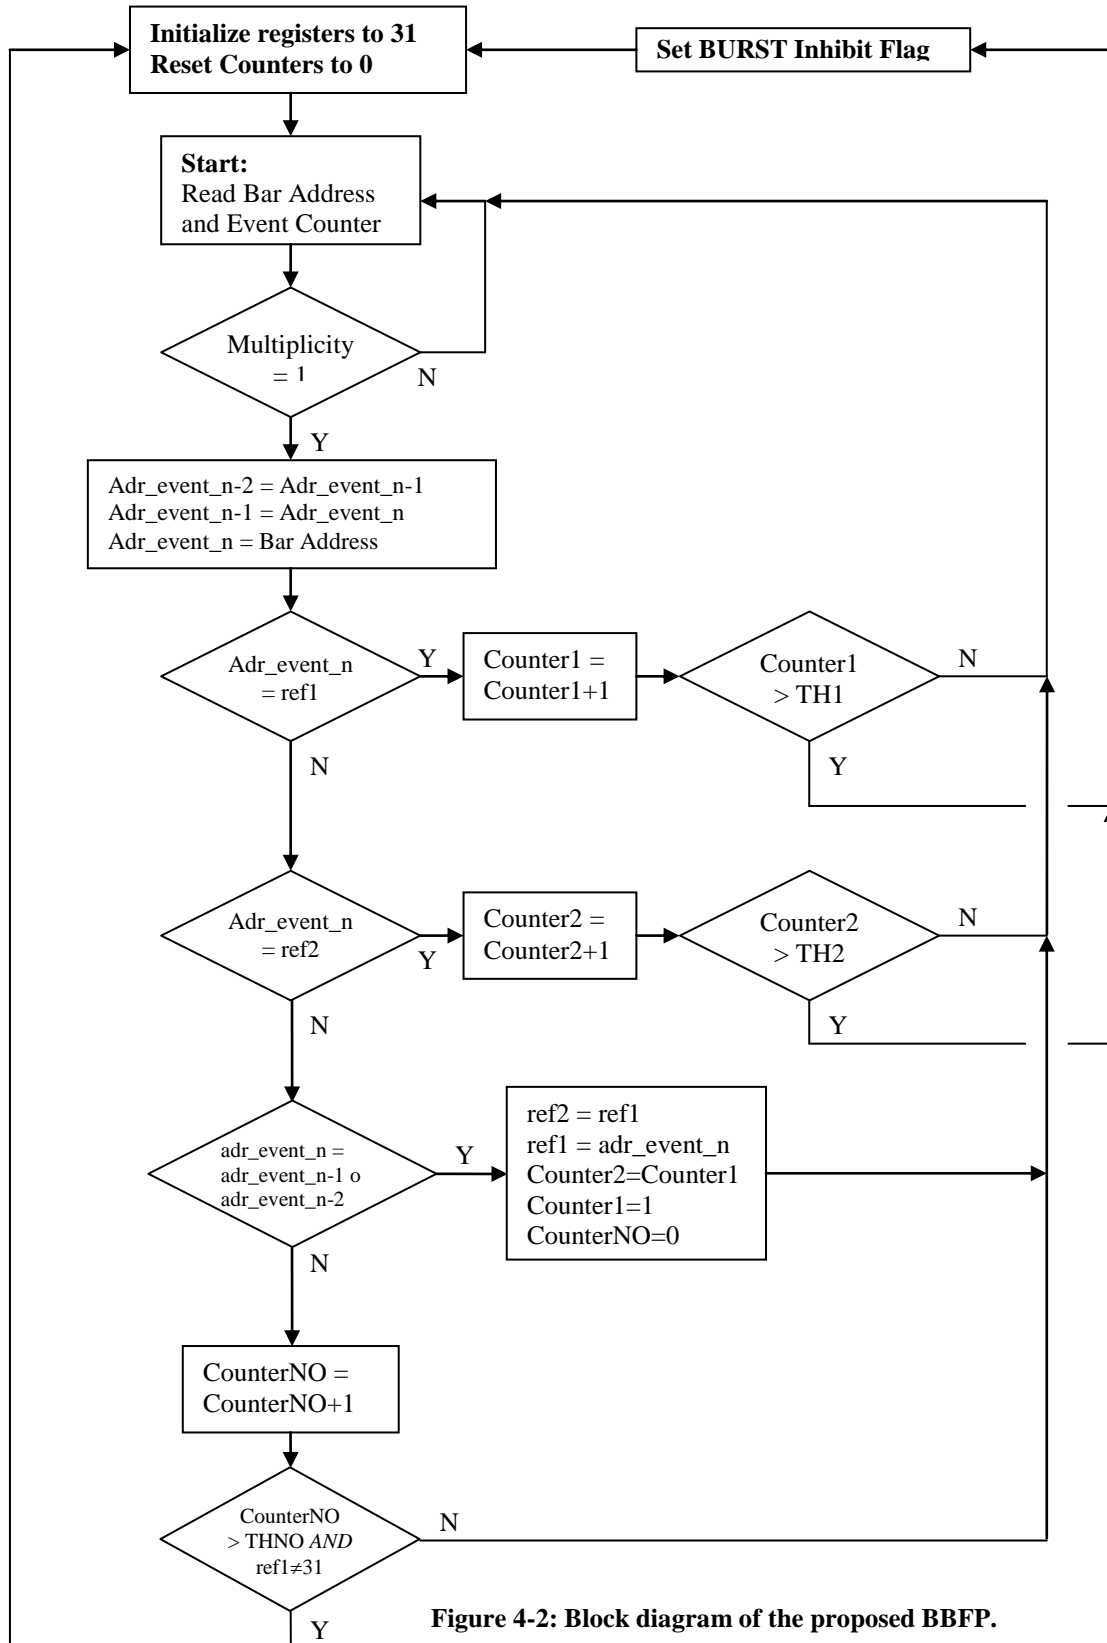 Initialize registers to 31
Reset Counters to 0
Set BURST Inhibit Flag
Start:
Read Bar Address
and Event Counter
Multiplicity
= 1
N
Y
Adr_event_n-2 = Adr_event_n-1
Adr_event_n-1 = Adr_event_n
Adr_event_n = Bar Address
Adr_event_n
= ref1
Y
Counter1 =
Counter1+1
Counter1
> TH1
N
Y
N
Adr_event_n
= ref2
Y
Counter2 =
Counter2+1
Counter2
> TH2
N
Y
N
adr_event_n =
adr_event_n-1 o
adr_event_n-2
Y
ref2 = ref1
ref1 = adr_event_n
Counter2=Counter1
Counter1=1
CounterNO=0
N
CounterNO =
CounterNO+1
CounterNO
> THNO AND
ref1≠31
N
Y
Figure 4-2: Block diagram of the proposed BBFP.